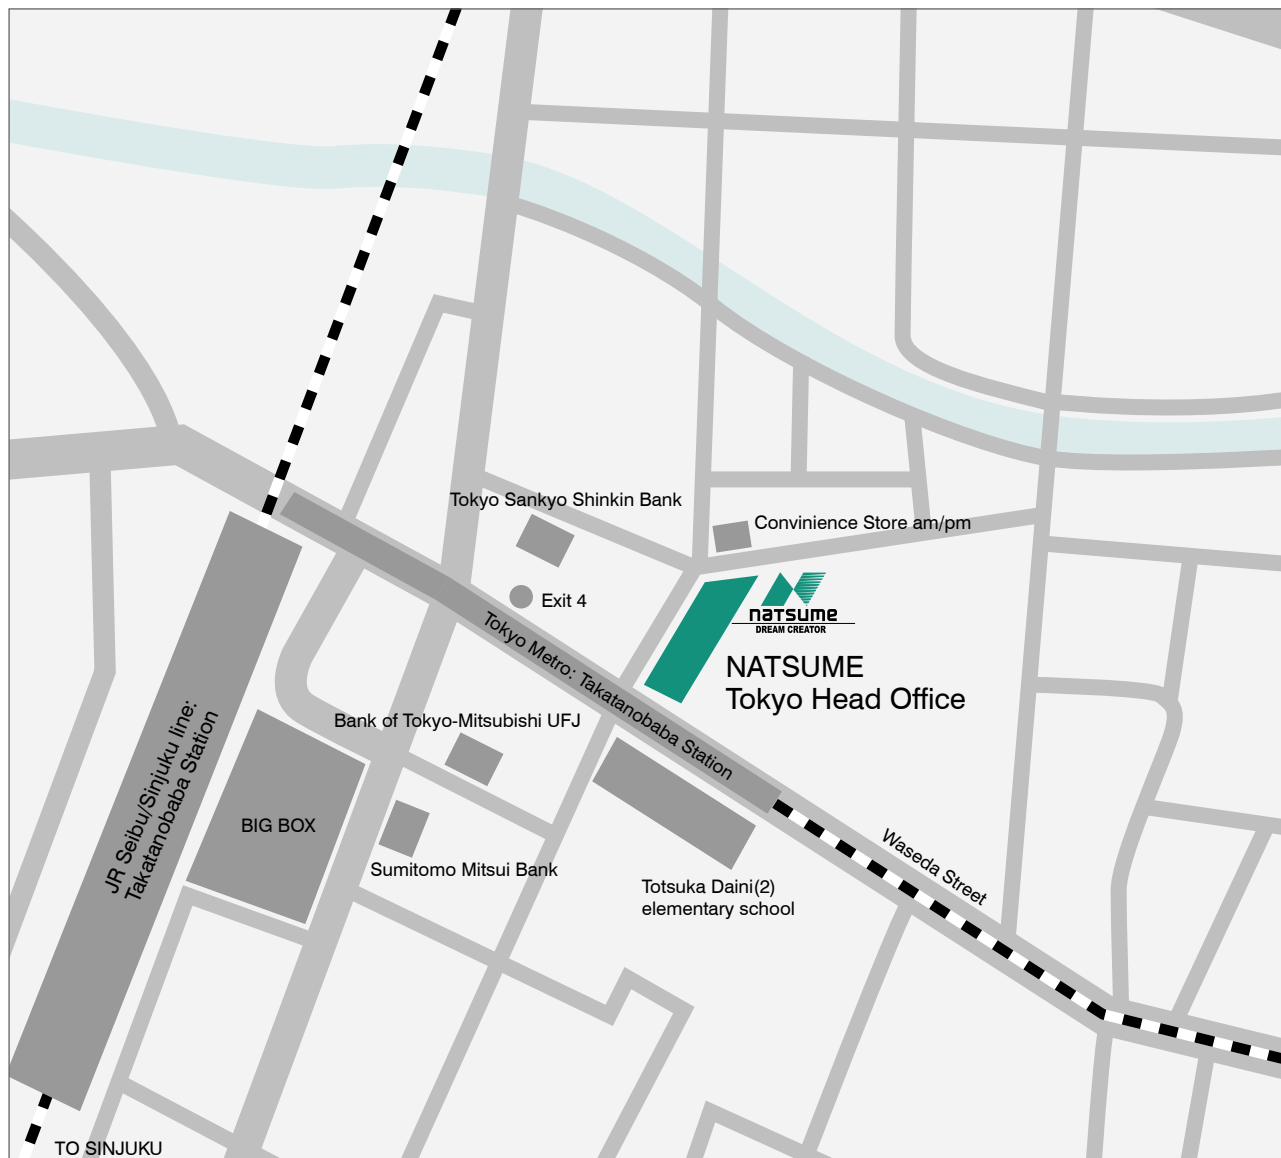 Tokyo Sankyo Shinkin Bank
Convinience Store am/pm
Exit 4
natsume
DREAM CREATOR
NATSUME
Tokyo Head Office
Tokyo Metro: Takatanobaba Station
Bank of Tokyo-Mitsubishi UFJ
JR Seibu/Sinjuku line:
Takatanobaba Station
BIG BOX
Sumitomo Mitsui Bank
Totsuka Daini(2)
elementary school
Waseda Street
TO SINJUKU